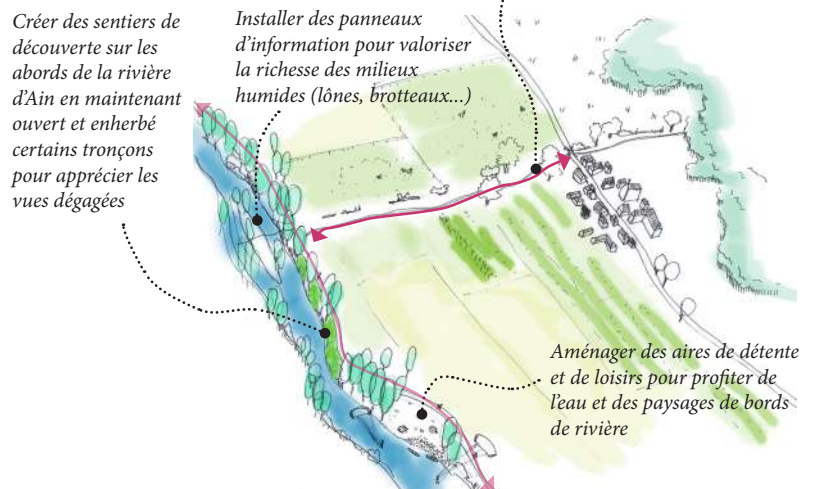 Créer des sentiers de
découverte sur les
abords de la rivière
d'Ain en maintenant
ouvert et enherbé
certains tronçons
pour apprécier les
vues dégagées
Installer des panneaux
d'information pour valoriser
la richesse des milieux
humides (lônes, brotteaux...)
Aménager des aires de détente
et de loisirs pour profiter de
l'eau et des paysages de bords
de rivière